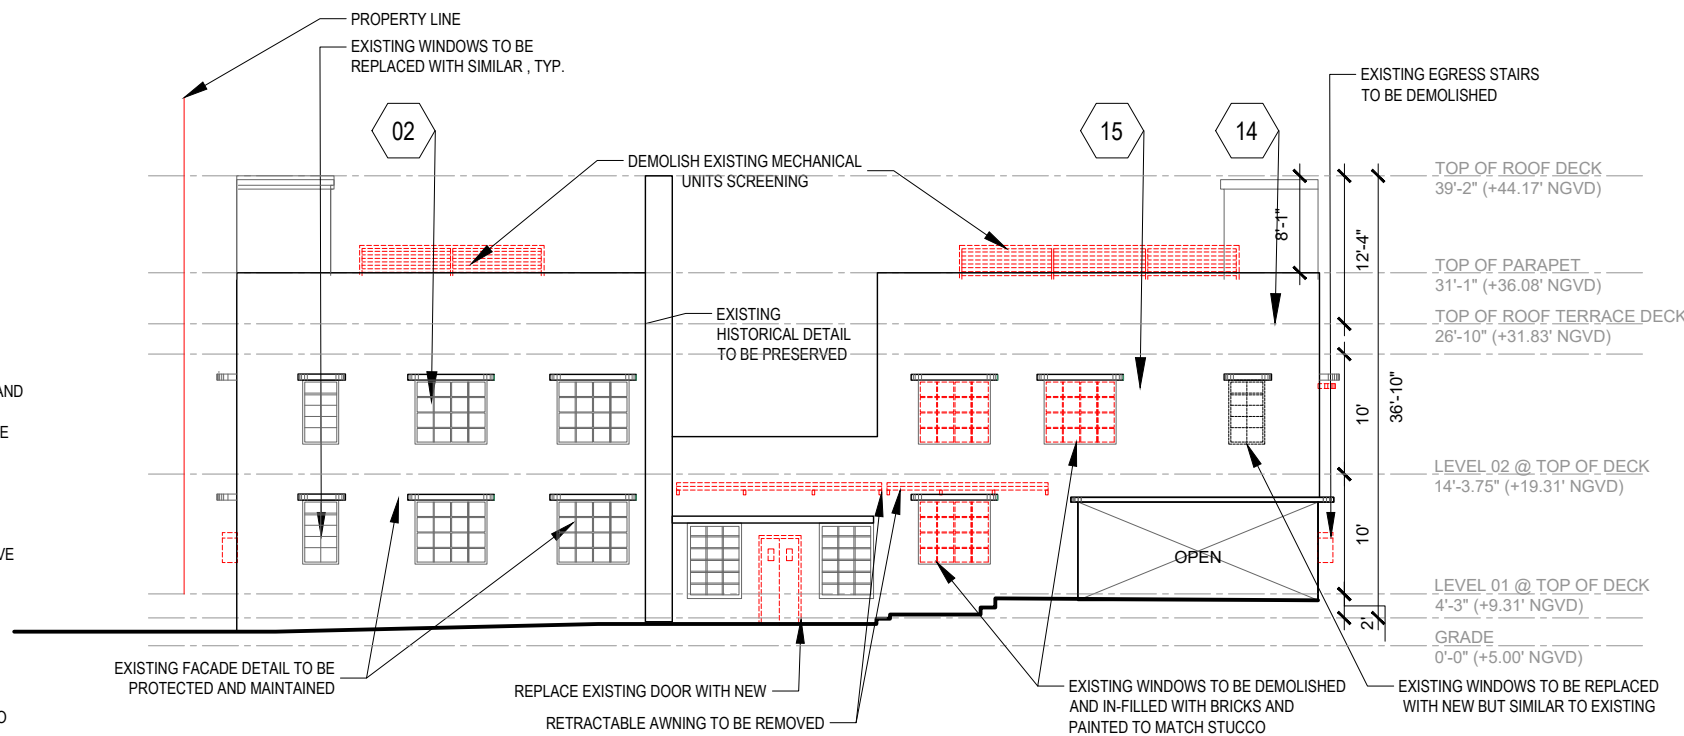 PROPERTY LINE
EXISTING WINDOWS TO BE
REPLACED WITH SIMILAR , TYP.
EXISTING EGRESS STAIRS
TO BE DEMOLISHED
02
15
14
DEMOLISH EXISTING MECHANICAL
UNITS SCREENING
TOP OF ROOF DECK
39'-2" (+44.17' NGVD)
8'-1"
12'-4"
TOP OF PARAPET
31'-1" (+36.08' NGVD)
EXISTING
HISTORICAL DETAIL
TO BE PRESERVED
TOP OF ROOF TERRACE DECK
26'-10" (+31.83' NGVD)
AND
10'
36'-10"
LEVEL 02 @ TOP OF DECK
14'-3.75" (+19.31' NGVD)
10'
OPEN
LEVEL 01 @ TOP OF DECK
4'-3" (+9.31' NGVD)
2'
GRADE
0'-0" (+5.00' NGVD)
EXISTING FACADE DETAIL TO BE
PROTECTED AND MAINTAINED
REPLACE EXISTING DOOR WITH NEW
RETRACTABLE AWNING TO BE REMOVED
EXISTING WINDOWS TO BE DEMOLISHED
AND IN-FILLED WITH BRICKS AND
PAINTED TO MATCH STUCCO
EXISTING WINDOWS TO BE REPLACED
WITH NEW BUT SIMILAR TO EXISTING